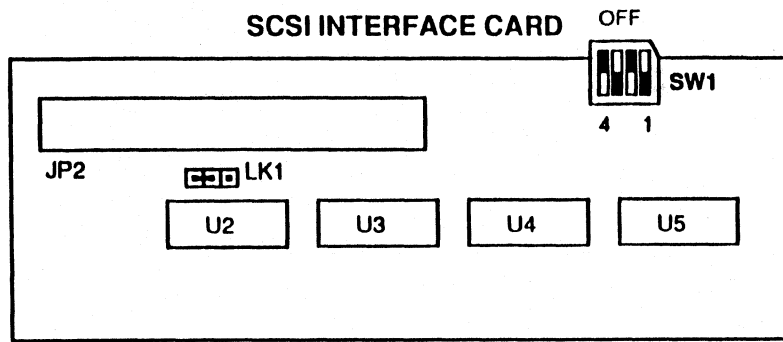 SCSI INTERFACE CARD
OFF
SW1
4 1
JP2
LK1
U2 U3 U4 U5